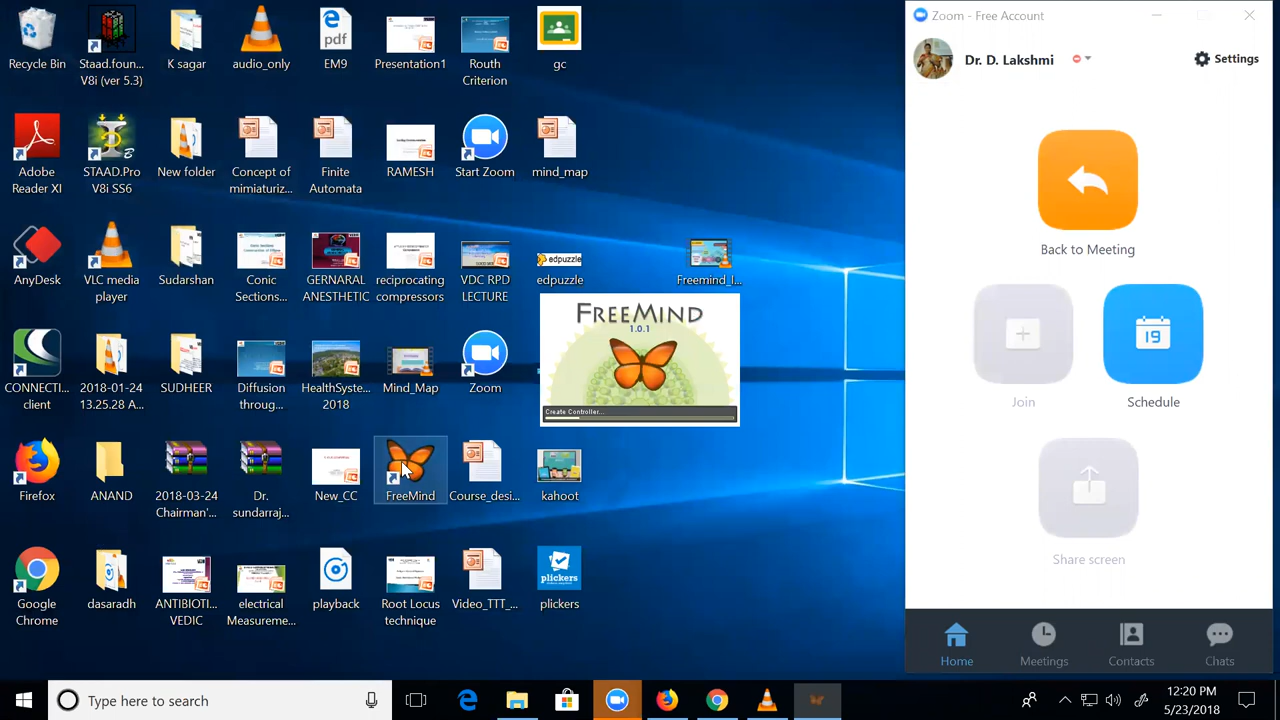 Recycle Bin
Staad.foun...
V8i (ver 5.3)
K sagar
audio_only
pdf
EM9
Presentation1
Routh
Criterion
gc
Adobe
Reader XI
STAAD.Pro
V8i SS6
New folder
Concept of
mimiaturiz...
Finite
Automata
RAMESH
Start Zoom
mind_map
AnyDesk
VLC media
player
Sudarshan
Conic
Sections...
GERNARAL
ANESTHETIC
reciprocating
compressors
VDC RPD
LECTURE
edpuzzle
edpuzzle
Freemind_I...
CONNECTI...
client
2018-01-24
13.25.28 A...
SUDHEER
Diffusion
throug...
HealthSyste...
2018
Mind_Map
Zoom
FREEMIND
1.0.1
Create Controller...
Firefox
ANAND
2018-03-24
Chairman'...
Dr.
sundarraj...
New_CC
FreeMind
Course_desi...
kahoot
Google
Chrome
dasaradh
ANTIBIOTI...
VEDIC
electrical
Measureme...
playback
Root Locus
technique
Video_TTT_...
plickers
plickers
Zoom - Free Account
Dr. D. Lakshmi
Settings
Back to Meeting
Join
19
Schedule
Share screen
Home
Meetings
Contacts
Chats
Type here to search
12:20 PM
5/23/2018